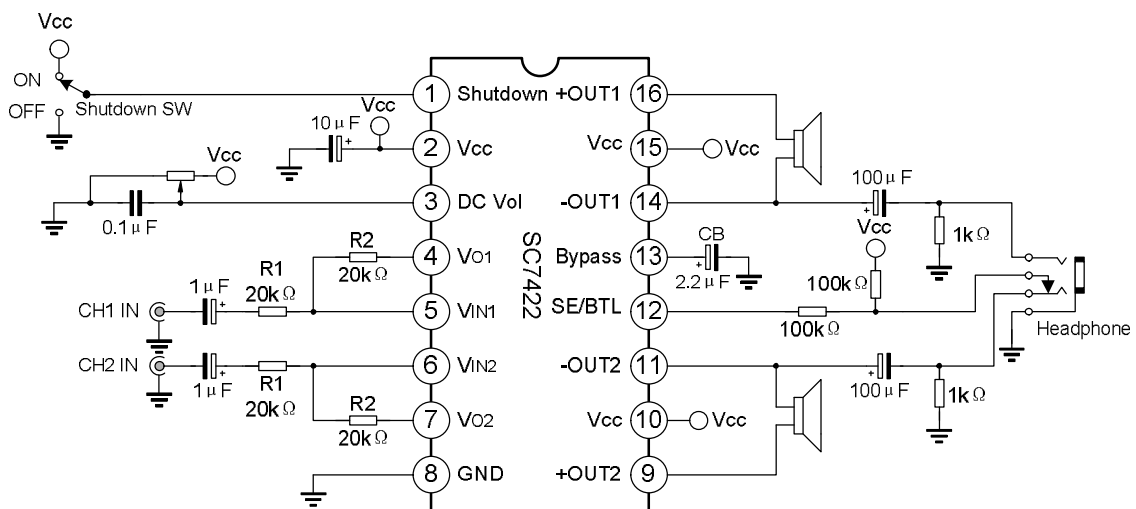 Vcc
ON
OFF
Shutdown SW
1
Shutdown
+OUT1
16
10μF
+
Vcc
2
Vcc
Vcc
15
Vcc
Vcc
0.1μF
3
DC Vol
-OUT1
14
100μF
+
1kΩ
SC7422
R2
20kΩ
4
VO1
Bypass
13
CB
+
2.2μF
Vcc
100kΩ
CH1 IN
1μF
+
R1
20kΩ
5
VIN1
SE/BTL
12
100kΩ
Headphone
CH2 IN
1μF
+
R1
20kΩ
6
VIN2
-OUT2
11
+
100μF
1kΩ
R2
20kΩ
7
VO2
Vcc
10
Vcc
8
GND
+OUT2
9